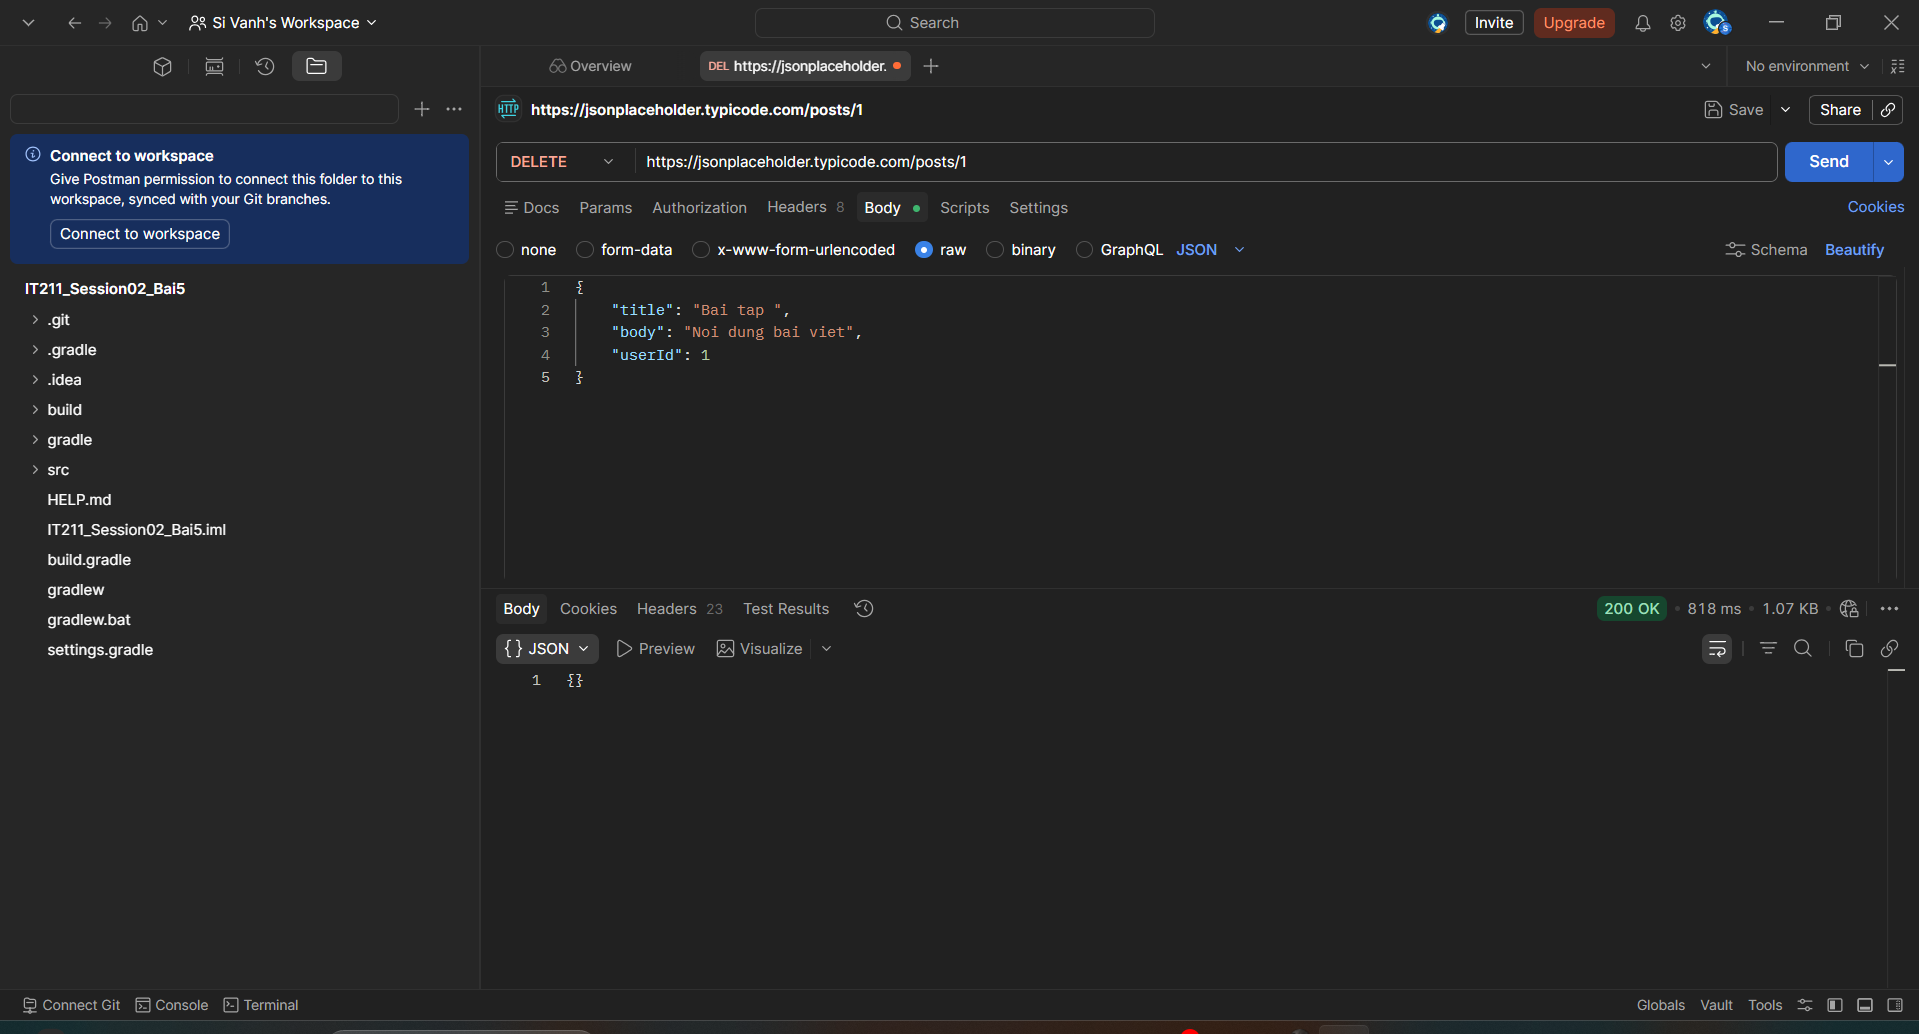 Si Vanh's Workspace
Search
Invite
Upgrade
S
Overview
DEL https://jsonplaceholder.
No environment
HTTP https://jsonplaceholder.typicode.com/posts/1
Save
Share
Connect to workspace
Give Postman permission to connect this folder to this
workspace, synced with your Git branches.
Connect to workspace
IT211_Session02_Bai5
.git
.gradle
.idea
build
gradle
src
HELP.md
IT211_Session02_Bai5.iml
build.gradle
gradlew
gradlew.bat
settings.gradle
DELETE
https://jsonplaceholder.typicode.com/posts/1
Send
Docs
Params
Authorization
Headers 8
Body
Scripts
Settings
Cookies
none
form-data
x-www-form-urlencoded
raw
binary
GraphQL
JSON
Schema
Beautify
1 {
2 "title": "Bai tap ",
3 "body": "Noi dung bai viet",
4 "userId": 1
5 }
Body
Cookies
Headers 23
Test Results
200 OK
818 ms
1.07 KB
{} JSON
Preview
Visualize
1 {}
Connect Git
Console
Terminal
Globals
Vault
Tools